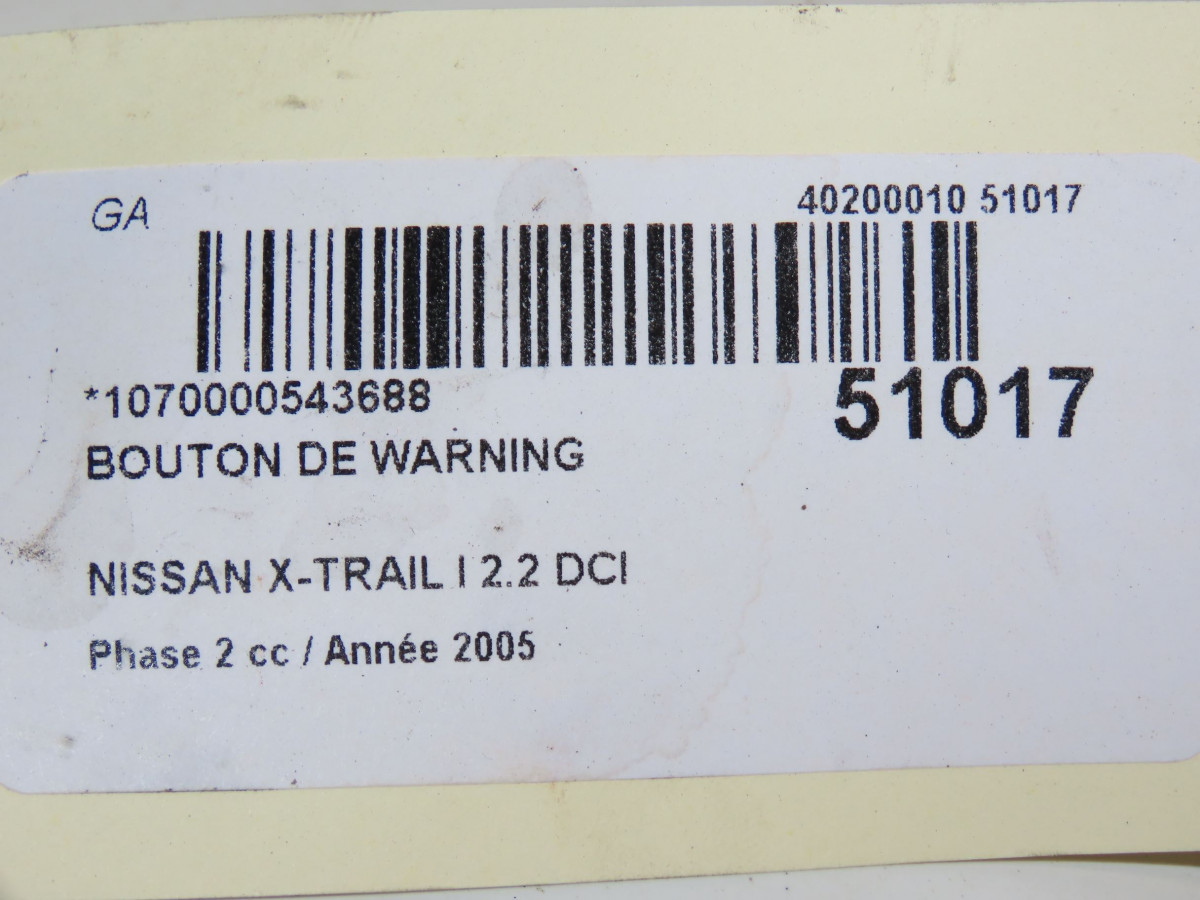 GA
40200010 51017
*1070000543688
51017
BOUTON DE WARNING
NISSAN X-TRAIL I 2.2 DCI
Phase 2 cc / Année 2005